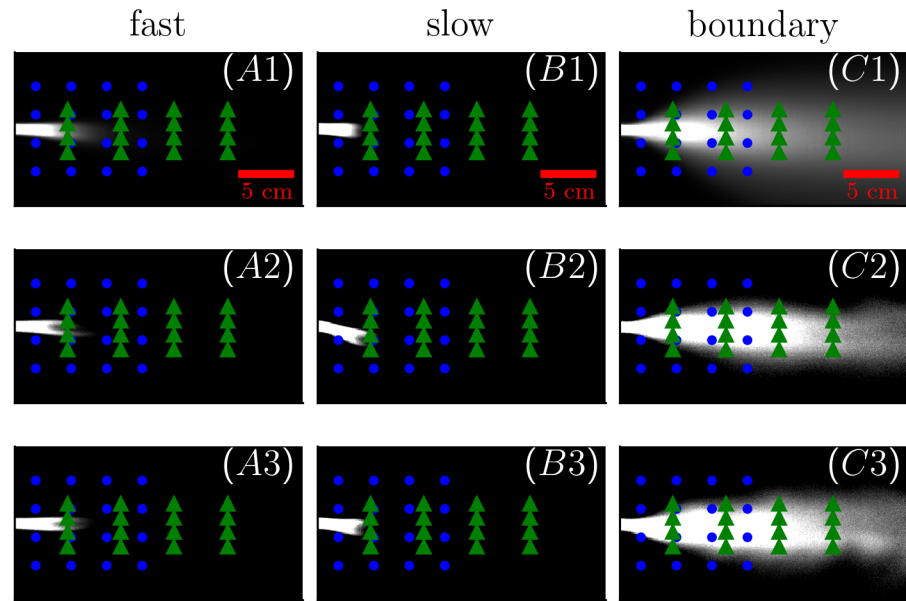 fast slow boundary
(A1) (B1) (C1)
5 cm 5 cm 5 cm
(A2) (B2) (C2)
(A3) (B3) (C3)